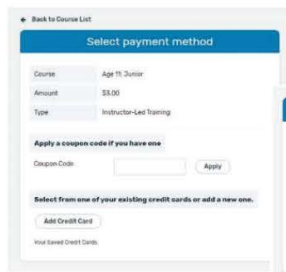 Back to Course List
Select payment method
Course Age 11: Junior
Amount $3.00
Type Instructor-Led Training
Apply a coupon code if you have one
Coupon Code Apply
Select from one of your existing credit cards or add a new one.
Add Credit Card
Your Saved Credit Cards